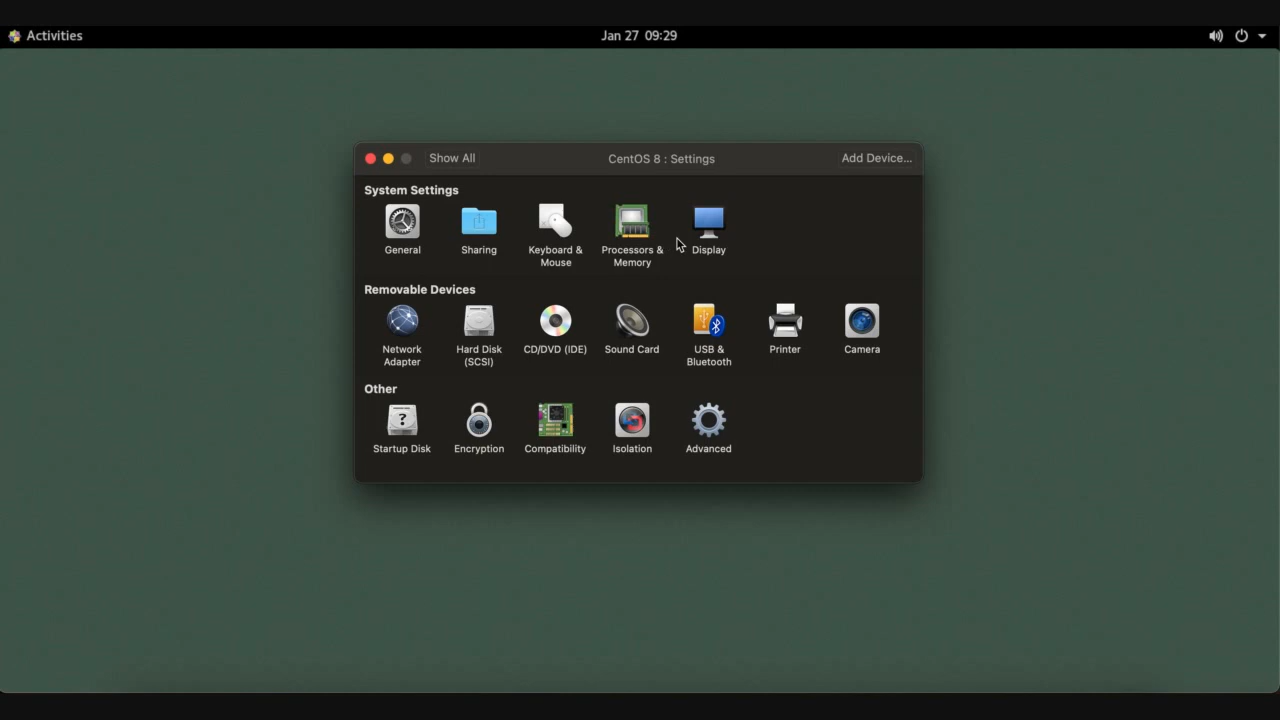 Activities
Jan 27 09:29
Show All
CentOS 8 : Settings
Add Device...
System Settings
General
Sharing
Keyboard &
Mouse
Processors &
Memory
Display
Removable Devices
Network
Adapter
Hard Disk
(SCSI)
CD/DVD (IDE)
Sound Card
USB &
Bluetooth
Printer
Camera
Other
?
Startup Disk
Encryption
Compatibility
Isolation
Advanced